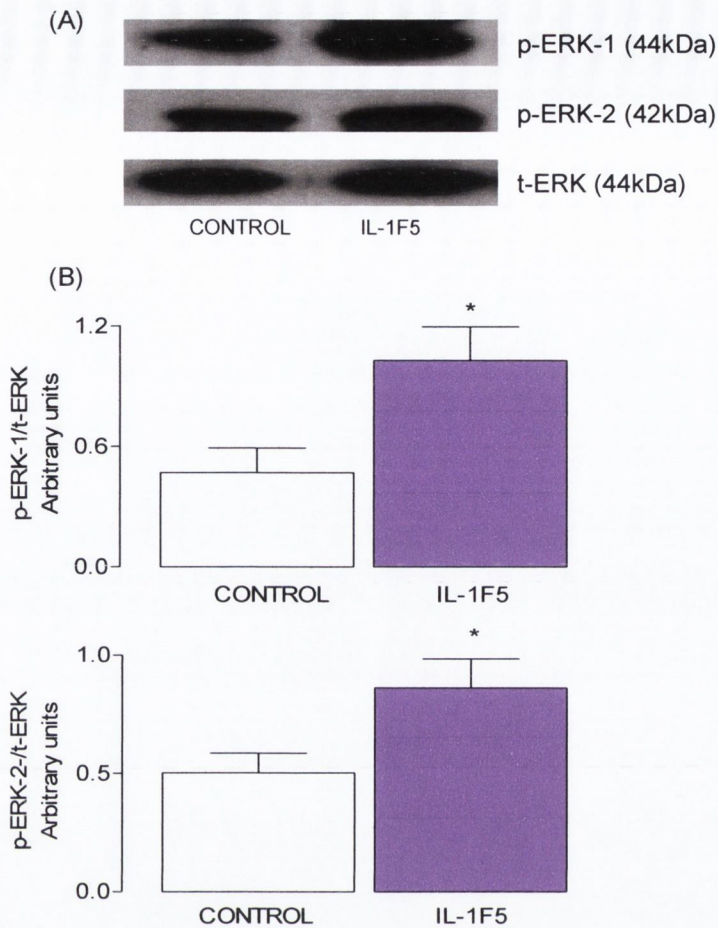 (A)
p-ERK-1 (44kDa)
p-ERK-2 (42kDa)
t-ERK (44kDa)
CONTROL IL-1F5
(B)
p-ERK-1/t-ERK
Arbitrary units
1.2
0.6
0.0
*
CONTROL IL-1F5
p-ERK-2-/t-ERK
Arbitrary units
1.0
0.5
0.0
*
CONTROL IL-1F5